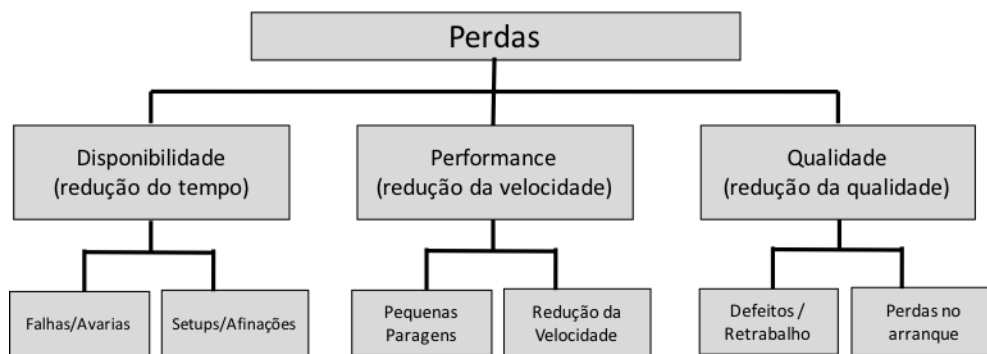 Perdas
Disponibilidade
(redução do tempo)
Performance
(redução da velocidade)
Qualidade
(redução da qualidade)
Falhas/Avarias
Setups/Afinações
Pequenas
Paragens
Redução da
Velocidade
Defeitos /
Retrabalho
Perdas no
arranque